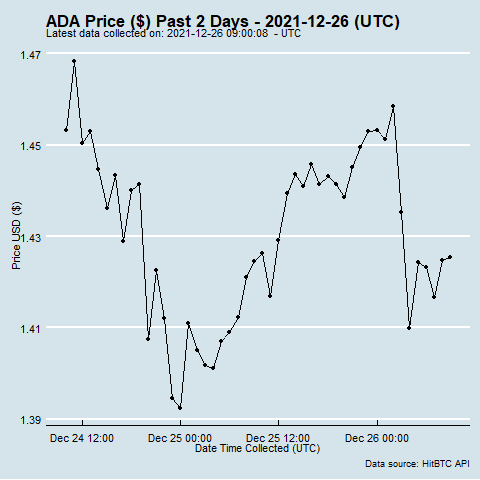 ADA Price ($) Past 2 Days - 2021-12-26 (UTC)
Latest data collected on: 2021-12-26 09:00:08 - UTC
1.47
1.45
1.43
1.41
1.39
Price USD ($)
Dec 24 12:00 Dec 25 00:00 Dec 25 12:00 Dec 26 00:00
Date Time Collected (UTC)
Data source: HitBTC API